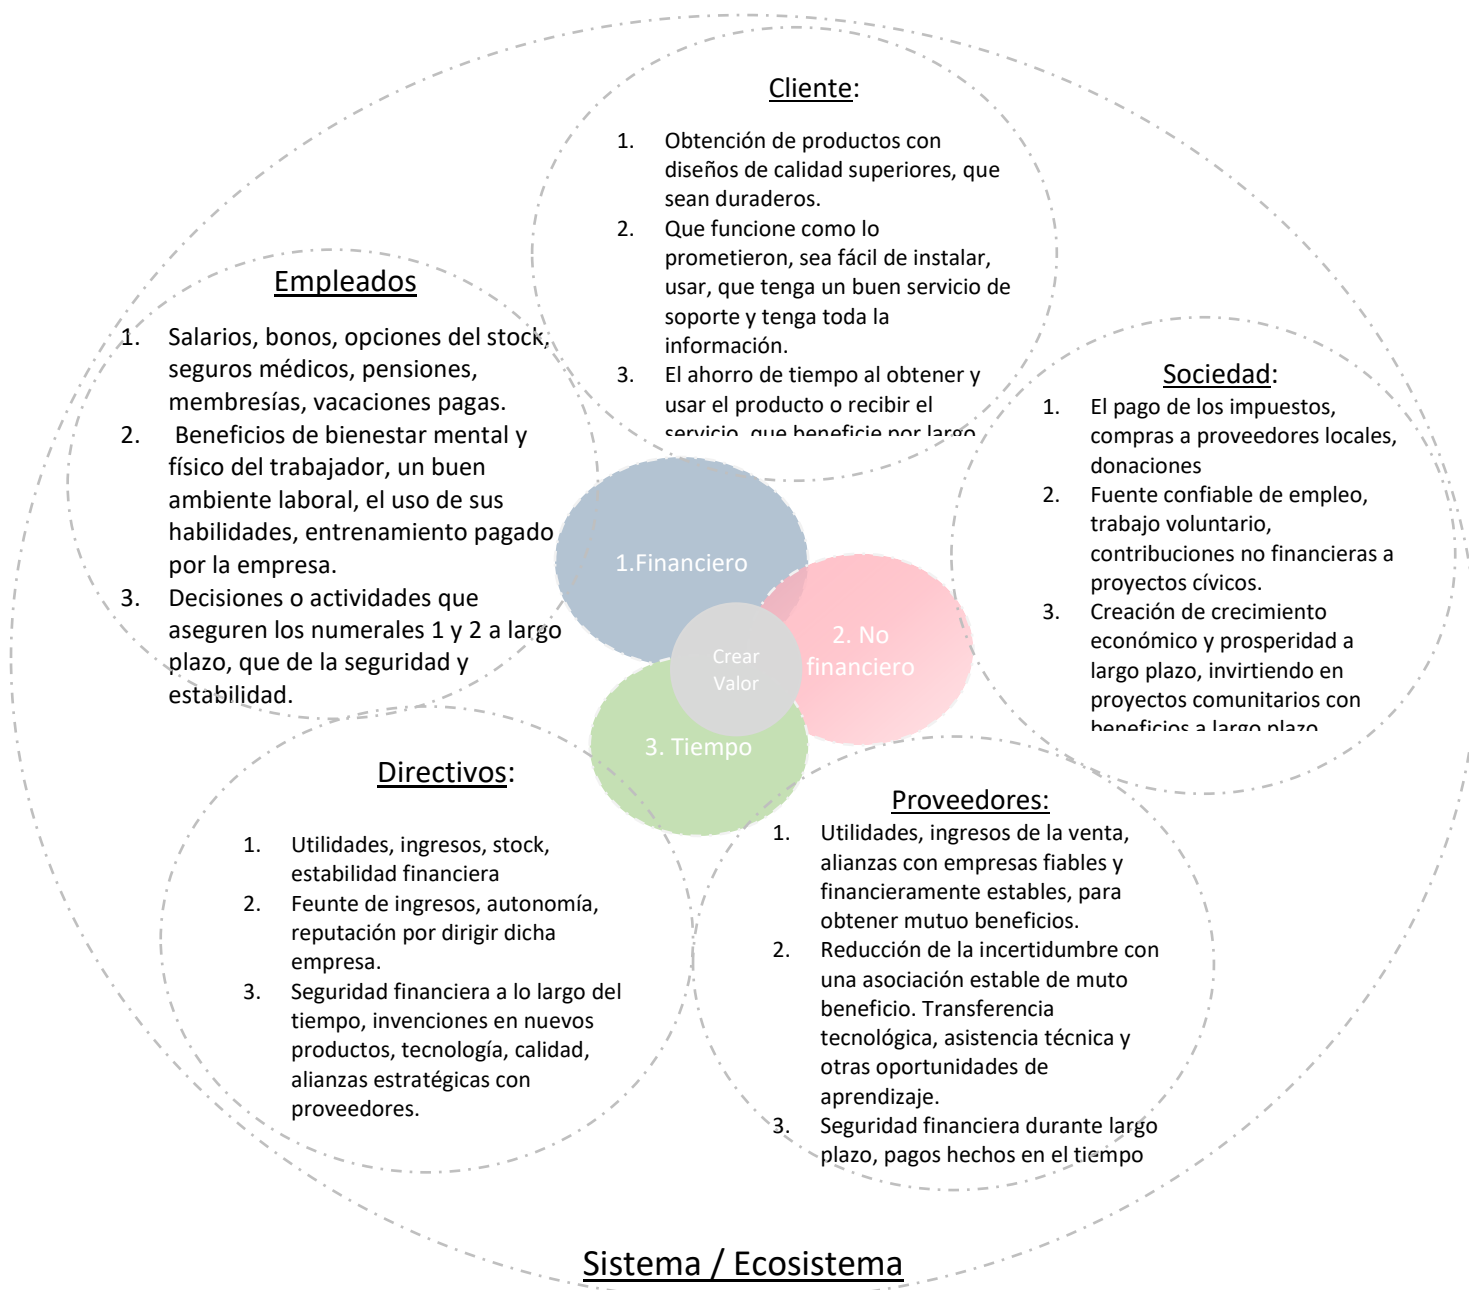 Cliente:
1. Obtención de productos con
diseños de calidad superiores, que
sean duraderos.
2. Que funcione como lo
prometieron, sea fácil de instalar,
usar, que tenga un buen servicio de
soporte y tenga toda la
información.
3. El ahorro de tiempo al obtener y
usar el producto o recibir el
servicio, que beneficie por largo
Empleados
1. Salarios, bonos, opciones del stock,
seguros médicos, pensiones,
membresías, vacaciones pagas.
2. Beneficios de bienestar mental y
físico del trabajador, un buen
ambiente laboral, el uso de sus
habilidades, entrenamiento pagado
por la empresa.
3. Decisiones o actividades que
aseguren los numerales 1 y 2 a largo
plazo, que de la seguridad y
estabilidad.
Sociedad:
1. El pago de los impuestos,
compras a proveedores locales,
donaciones
2. Fuente confiable de empleo,
trabajo voluntario,
contribuciones no financieras a
proyectos cívicos.
3. Creación de crecimiento
económico y prosperidad a
largo plazo, invirtiendo en
proyectos comunitarios con
beneficios a largo plazo
1.Financiero
2. No
financiero
Crear
Valor
3. Tiempo
Directivos:
1. Utilidades, ingresos, stock,
estabilidad financiera
2. Feunte de ingresos, autonomía,
reputación por dirigir dicha
empresa.
3. Seguridad financiera a lo largo del
tiempo, invenciones en nuevos
productos, tecnología, calidad,
alianzas estratégicas con
proveedores.
Proveedores:
1. Utilidades, ingresos de la venta,
alianzas con empresas fiables y
financieramente estables, para
obtener mutuo beneficios.
2. Reducción de la incertidumbre con
una asociación estable de muto
beneficio. Transferencia
tecnológica, asistencia técnica y
otras oportunidades de
aprendizaje.
3. Seguridad financiera durante largo
plazo, pagos hechos en el tiempo
Sistema / Ecosistema